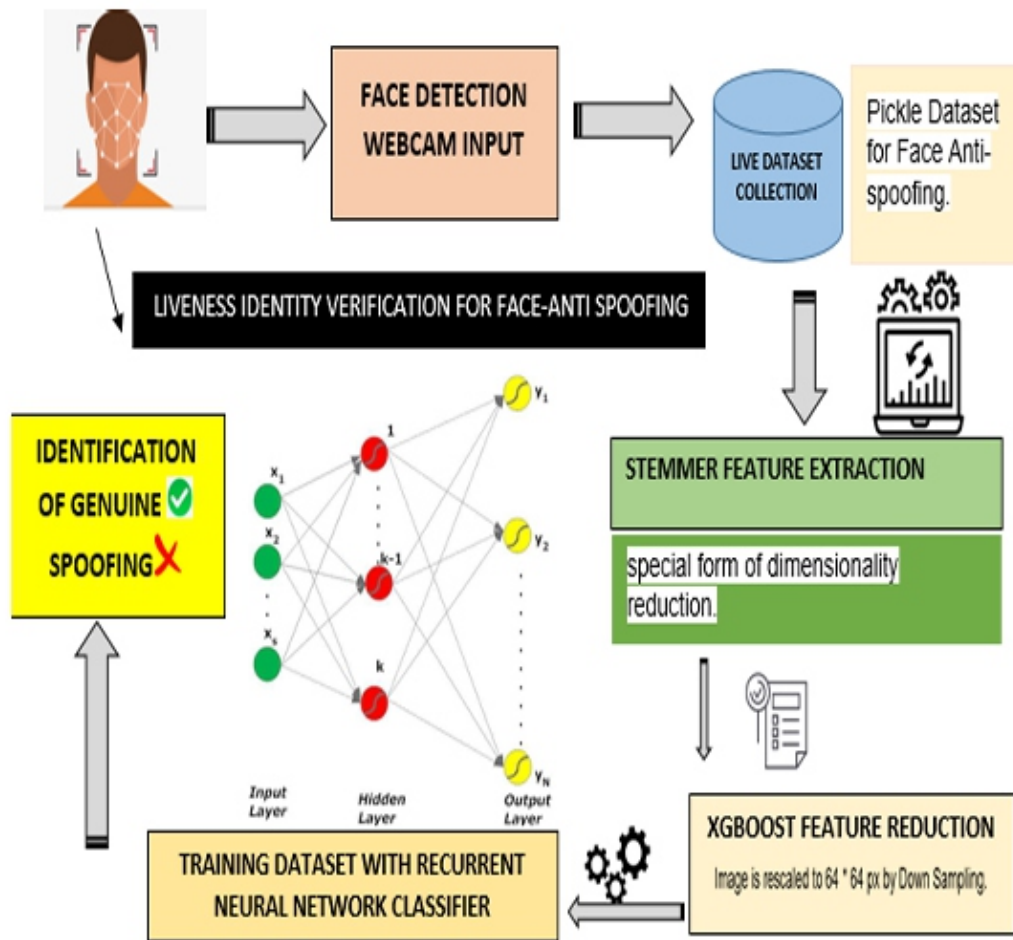 FACE DETECTION
WEBCAM INPUT
LIVE DATASET
COLLECTION
Pickle Dataset
for Face Anti-
spoofing.
LIVENESS IDENTITY VERIFICATION FOR FACE-ANTI SPOOFING
IDENTIFICATION
OF GENUINE
SPOOFING
x1
x2
xs
1
k-1
k
y1
y2
yN
Input
Layer
Hidden
Layer
Output
Layer
STEMMER FEATURE EXTRACTION
special form of dimensionality
reduction.
XGBOOST FEATURE REDUCTION
Image is rescaled to 64 * 64 px by Down Sampling.
TRAINING DATASET WITH RECURRENT
NEURAL NETWORK CLASSIFIER